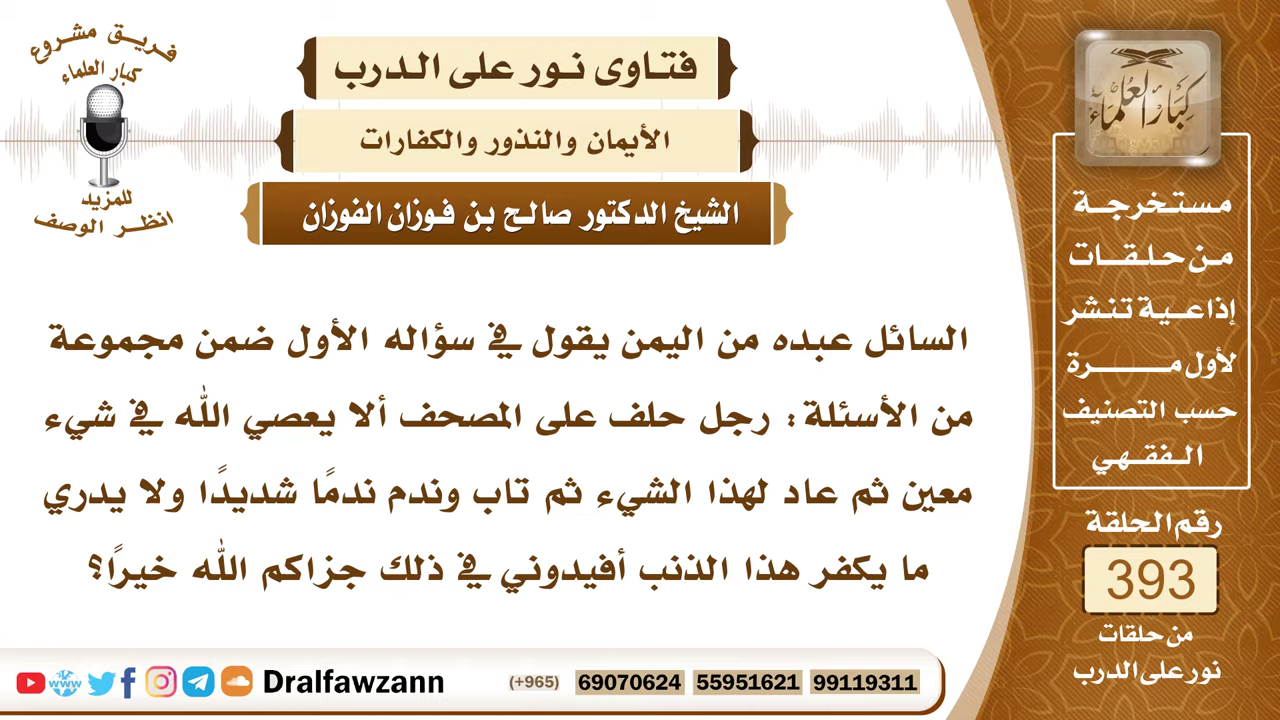 فريق مشروع
كبار العلماء
للمزيد
انظر الوصف
فتاوى نور على الدرب
الأيمان والنذور والكفارات
الشيخ الدكتور صالح بن فوزان الفوزان
السائل عبده من اليمن يقول في سؤاله الأول ضمن مجموعة
من الأسئلة: رجل حلف على المصحف ألا يعصي الله في شيء
معين ثم عاد لهذا الشيء ثم تاب وندم ندمًا شديدًا ولا يدري
ما يكفر هذا الذنب أفيدوني في ذلك جزاكم الله خيرًا؟
كبار العلماء
مستخرجة
من حلقات
إذاعية تنشر
لأول مرة
حسب التصنيف
الفقهي
رقم الحلقة
393
من حلقات
نور على الدرب
www Dralfawzann (+965) 69070624 55951621 99119311